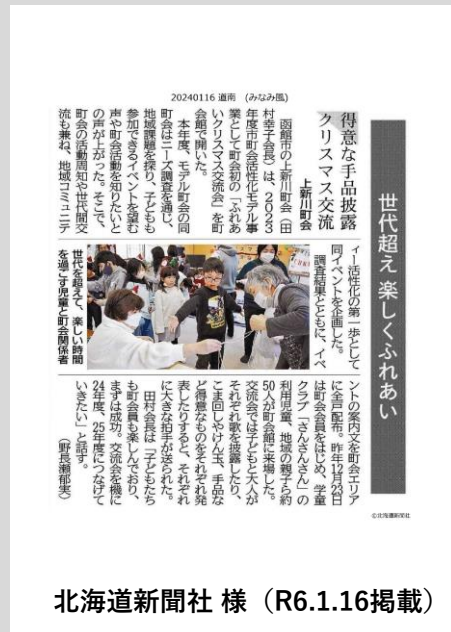 20240116 道南 (みなみ風)
世代超え 楽しくふれあい
得意な手品披露
クリスマス交流
上新川町会
函館市の上新川町会(田
村幸子会長)は、2023
年度市町会活性化モデル事
業として町会初の「ふれあ
いクリスマス交流会」を町
会館で開いた。
本年度、モデル町会の同
町会はニーズ調査を通じ、
地域課題を探り、子どもも
参加できるイベントを望む
声や町会活動を知りたいと
の声が上がった。そこで、
町会の活動周知や世代間交
流も兼ね、地域コミュニテ
ィー活性化の第一歩として
同イベントを企画した。
調査結果とともに、イベ
世代を超えて、楽しい時間
を過ごす児童と町会関係者
ントの案内文を町会エリア
に全戸配布。昨年12月23日
は町会会員をはじめ、学童
クラブ「さんさんさん」の
利用児童、地域の親子ら約
50人が町会館に来場した。
交流会では子どもと大人が
それぞれ歌を披露したり、
こま回しやけん玉、手品な
ど得意なものをそれぞれ発
表したりすると、それぞれ
に大きな拍手が送られた。
田村会長は「子どもたち
も町会員も楽しんでおり、
まずは成功。交流会を機に
24年度、25年度につなげて
いきたい」と話す。
(野長瀬郁実)
©北海道新聞社
北海道新聞社 様(R6.1.16掲載)